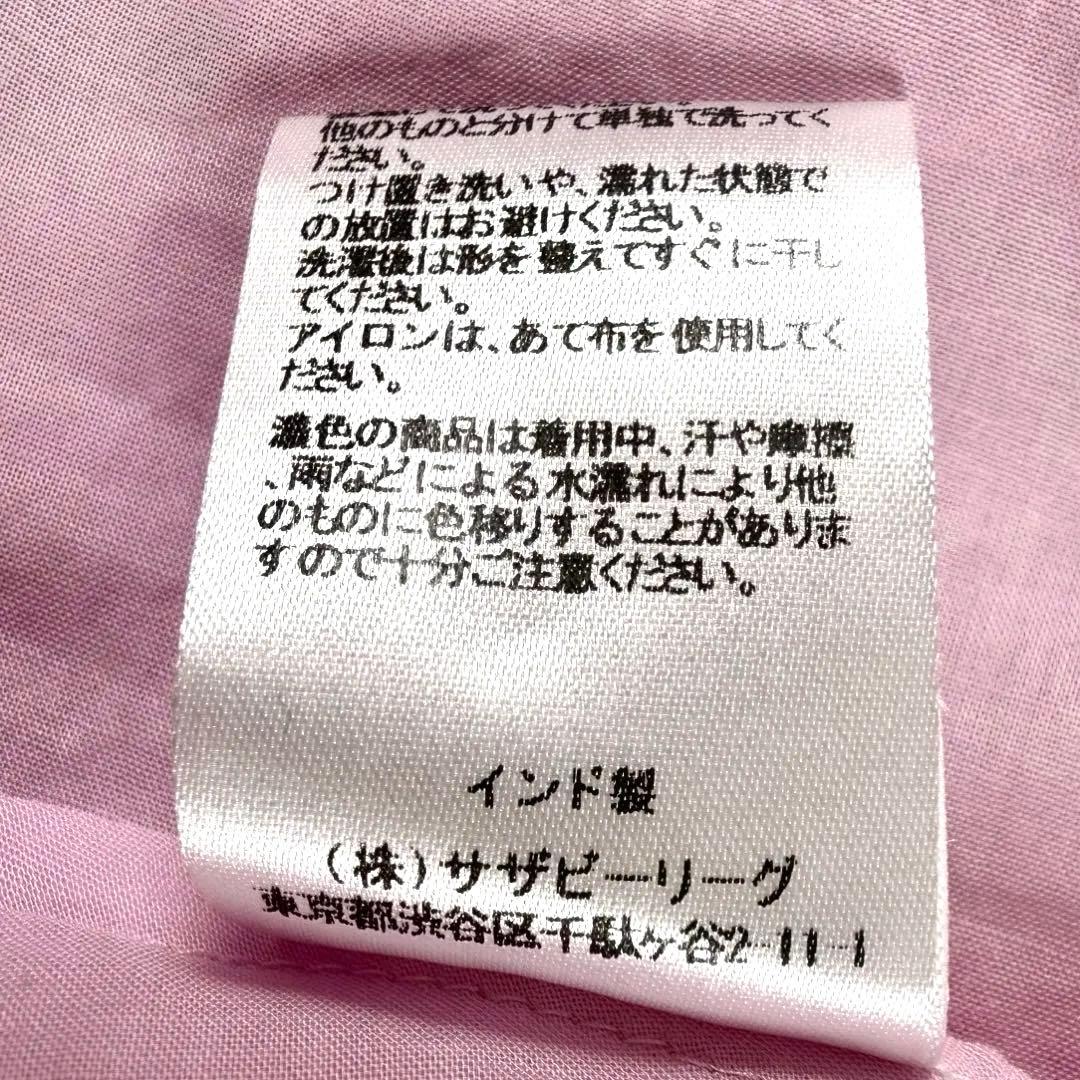 他のものと分けて単独で洗ってく
ださい。
つけ置き洗いや、濡れた状態で
の放置はお避けください。
洗濯後は形を整えてすぐに干し
てください。
アイロンは、あて布を使用してく
ださい。
濃色の商品は着用中、汗や摩擦
、雨などによる水濡れにより他
のものに色移りすることがありま
すので十分ご注意ください。
インド製
(株)サザビーリーグ
東京都渋谷区千駄ヶ谷2-11-1